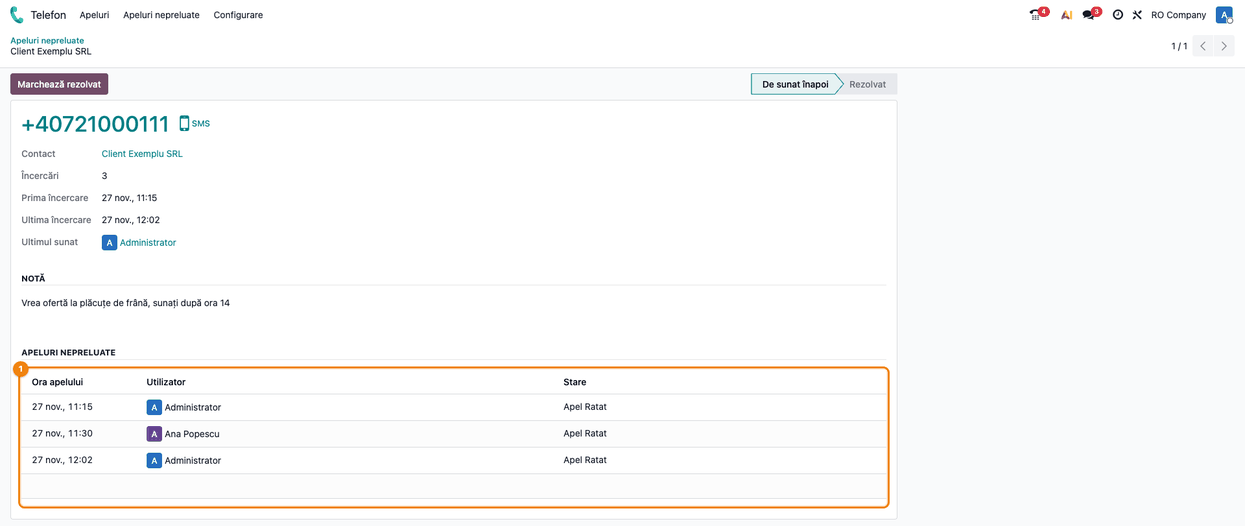 Telefon Apeluri Apeluri nepreluate Configurare 4 AI 3 RO Company A
Apeluri nepreluate
Client Exemplu SRL
1 / 1
Marchează rezolvat
De sunat înapoi Rezolvat
+40721000111 SMS
Contact Client Exemplu SRL
Încercări 3
Prima încercare 27 nov., 11:15
Ultima încercare 27 nov., 12:02
Ultimul sunat A Administrator
NOTĂ
Vrea ofertă la plăcuțe de frână, sunați după ora 14
APELURI NEPRELUATE
1
Ora apelului Utilizator Stare
27 nov., 11:15 A Administrator Apel Ratat
27 nov., 11:30 A Ana Popescu Apel Ratat
27 nov., 12:02 A Administrator Apel Ratat